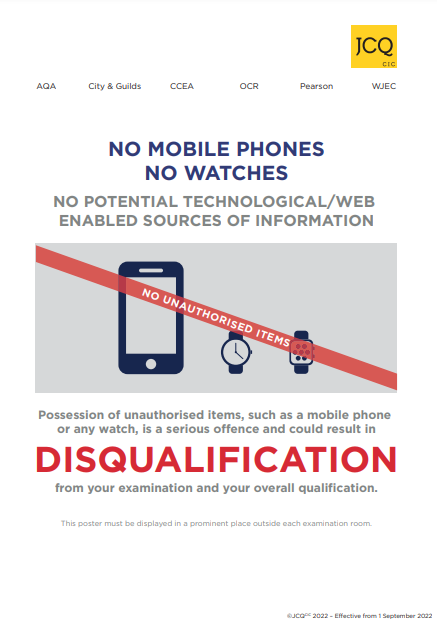 JCQ
CIC
AQA City & Guilds CCEA OCR Pearson WJEC
NO MOBILE PHONES
NO WATCHES
NO POTENTIAL TECHNOLOGICAL/WEB
ENABLED SOURCES OF INFORMATION
NO UNAUTHORISED ITEMS
Possession of unauthorised items, such as a mobile phone
or any watch, is a serious offence and could result in
DISQUALIFICATION
from your examination and your overall qualification.
This poster must be displayed in a prominent place outside each examination room.
©JCQᶜᴵᶜ 2022 – Effective from 1 September 2022